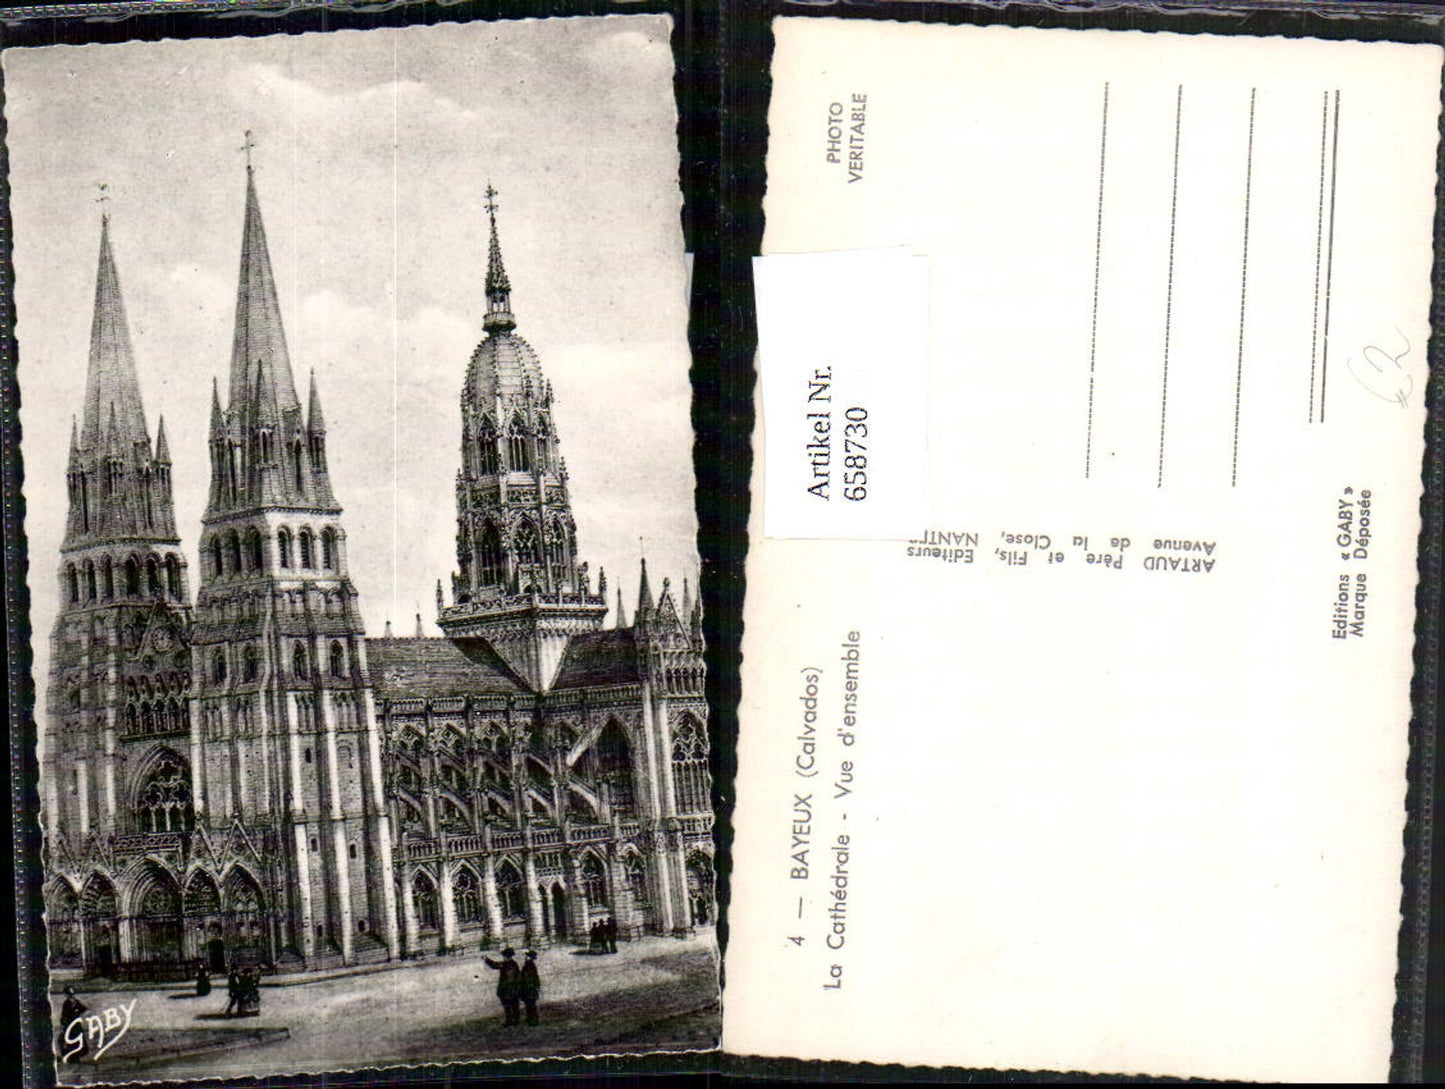 GABY
PHOTO
VERITABLE
Artikel Nr.
658730
4 — BAYEUX (Calvados)
La Cathédrale - Vue d'ensemble
ARTAUD Père et Fils, Editeurs
Avenue de la Close,
Editions « GABY »
Marque Déposée